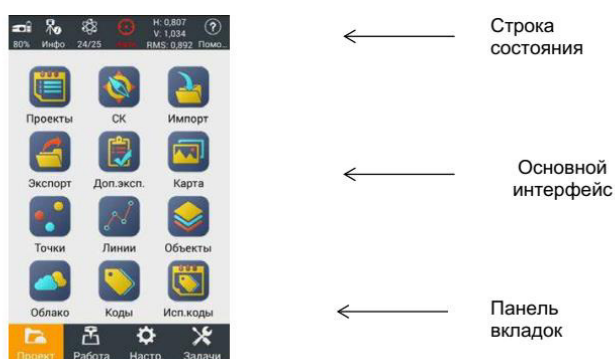 H: 0,807
V: 1,034
80% Инфо 24/25 RMS: 0,892 Помо...
Строка
состояния
Проекты СК Импорт
Экспорт Доп.эксп. Карта
Основной
интерфейс
Точки Линии Объекты
Облако Коды Исп.коды
Панель
вкладок
Проект Работа Настр. Задачи